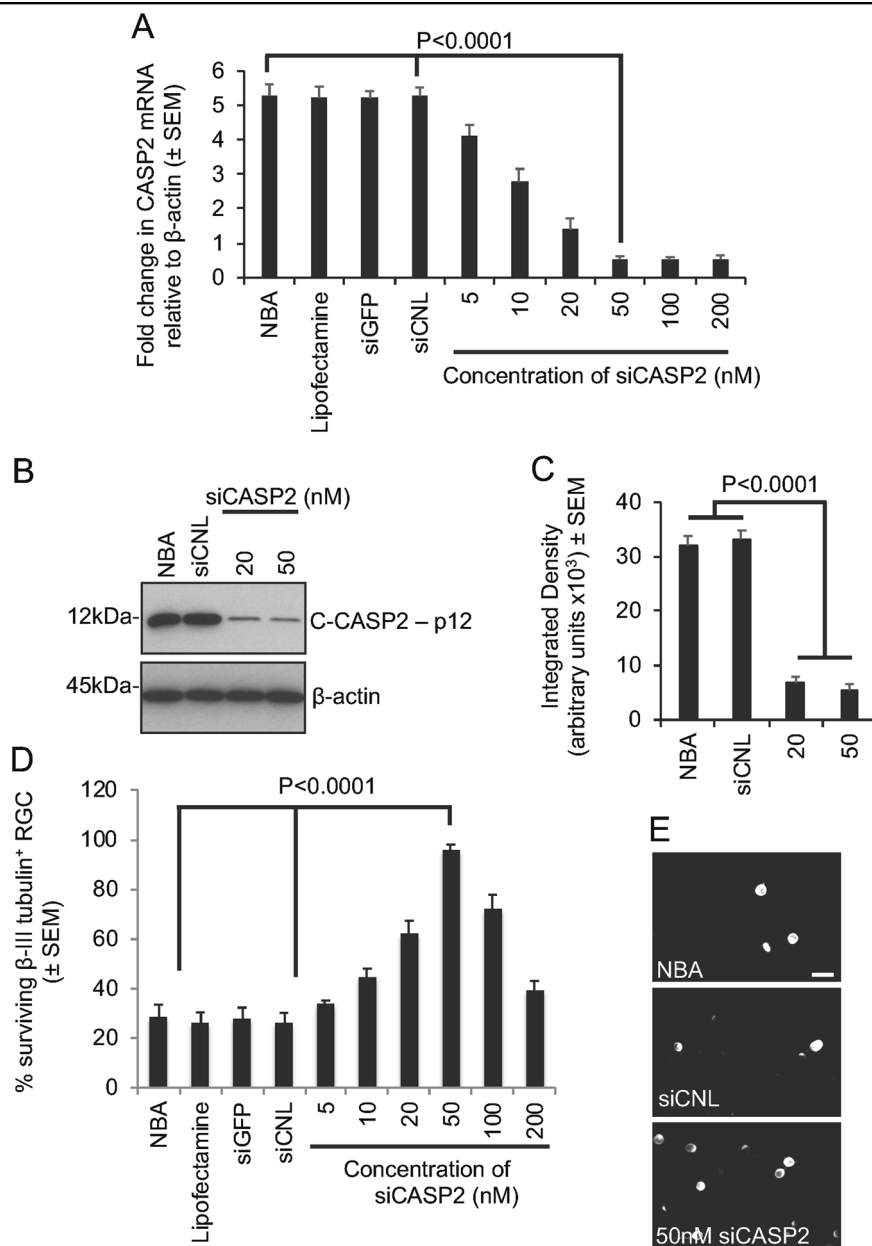 A
P<0.0001
Fold change in CASP2 mRNA
relative to β-actin (± SEM)
6
5
4
3
2
1
0
NBA
Lipofectamine
siGFP
siCNL
5
10
20
50
100
200
Concentration of siCASP2 (nM)
B
siCASP2 (nM)
NBA
siCNL
20
50
12kDa-
C-CASP2 – p12
45kDa-
β-actin
C
P<0.0001
Integrated Density
(arbitrary units x10³) ± SEM
40
30
20
10
0
NBA
siCNL
20
50
D
P<0.0001
% surviving β-III tubulin⁺ RGC
(± SEM)
120
100
80
60
40
20
0
NBA
Lipofectamine
siGFP
siCNL
5
10
20
50
100
200
Concentration of
siCASP2 (nM)
E
NBA
siCNL
50nM siCASP2